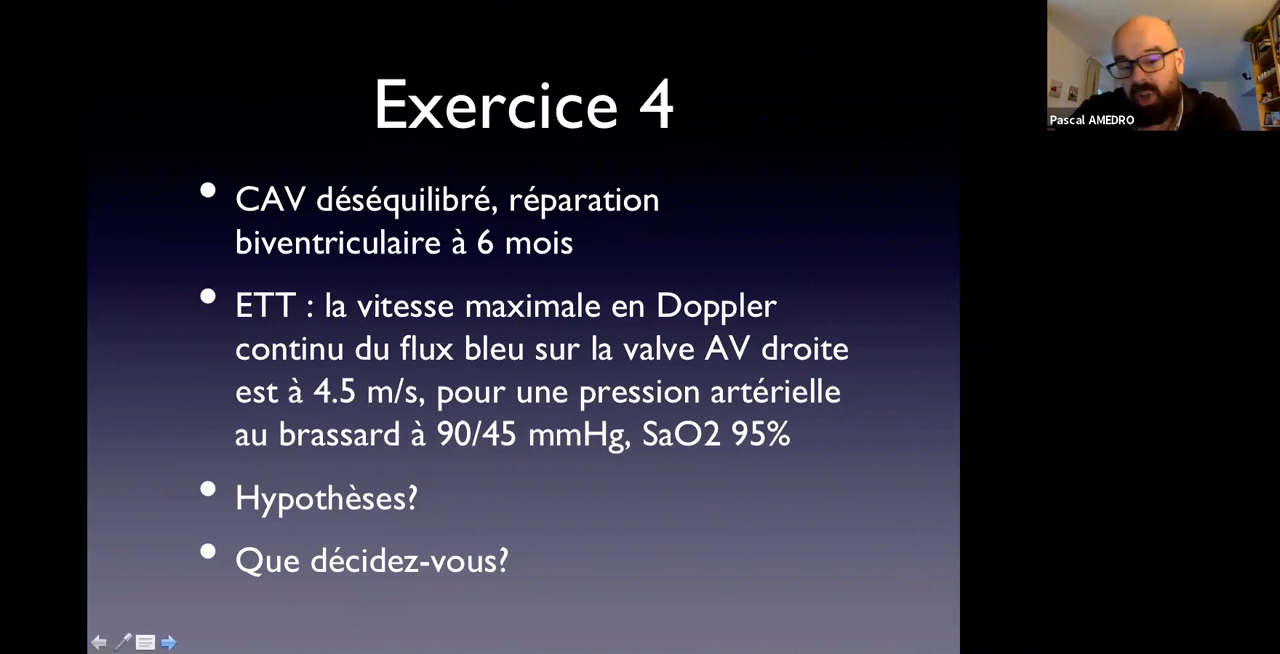 Exercice 4
• CAV déséquilibré, réparation
biventriculaire à 6 mois
• ETT : la vitesse maximale en Doppler
continu du flux bleu sur la valve AV droite
est à 4.5 m/s, pour une pression artérielle
au brassard à 90/45 mmHg, SaO2 95%
• Hypothèses?
• Que décidez-vous?
Pascal AMEDRO